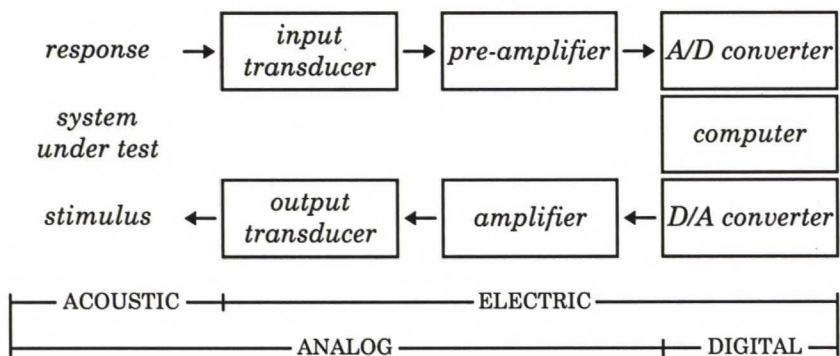 response
input
transducer
pre-amplifier
A/D converter
system
under test
computer
stimulus
output
transducer
amplifier
D/A converter
ACOUSTIC
ELECTRIC
ANALOG
DIGITAL